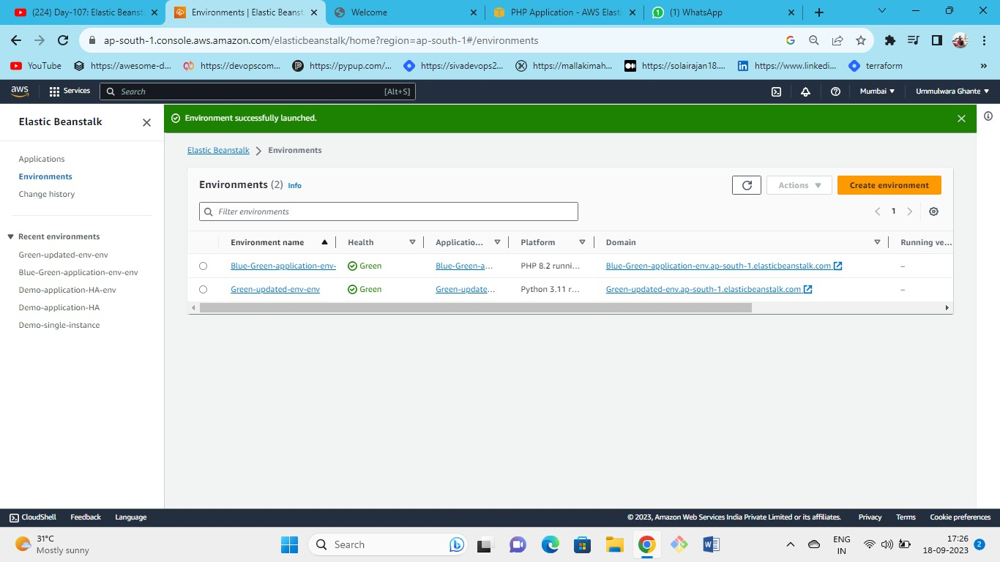 (224) Day-107: Elastic Beanst
Environments | Elastic Beanst
Welcome
PHP Application - AWS Elasti
(1) WhatsApp
ap-south-1.console.aws.amazon.com/elasticbeanstalk/home?region=ap-south-1#/environments
YouTube
https://awesome-d...
https://devopscom...
https://pypup.com/...
https://sivadevops2...
https://mallakimah...
https://solairajan18....
https://www.linkedi...
terraform
aws
Services
Search
[Alt+S]
Mumbai
Ummulwara Ghante
Elastic Beanstalk
Environment successfully launched.
Applications
Environments
Change history
Recent environments
Green-updated-env-env
Blue-Green-application-env-env
Demo-application-HA-env
Demo-application-HA
Demo-single-instance
Elastic Beanstalk
Environments
Environments (2) Info
Actions
Create environment
Filter environments
1
Environment name
Health
Applicatio...
Platform
Domain
Running ve...
Blue-Green-application-env-
Green
Blue-Green-a...
PHP 8.2 runni...
Blue-Green-application-env.ap-south-1.elasticbeanstalk.com
–
Green-updated-env-env
Green
Green-update...
Python 3.11 r...
Green-updated-env.ap-south-1.elasticbeanstalk.com
–
CloudShell
Feedback
Language
© 2023, Amazon Web Services India Private Limited or its affiliates.
Privacy
Terms
Cookie preferences
31°C
Mostly sunny
Search
ENG
IN
17:26
18-09-2023
2